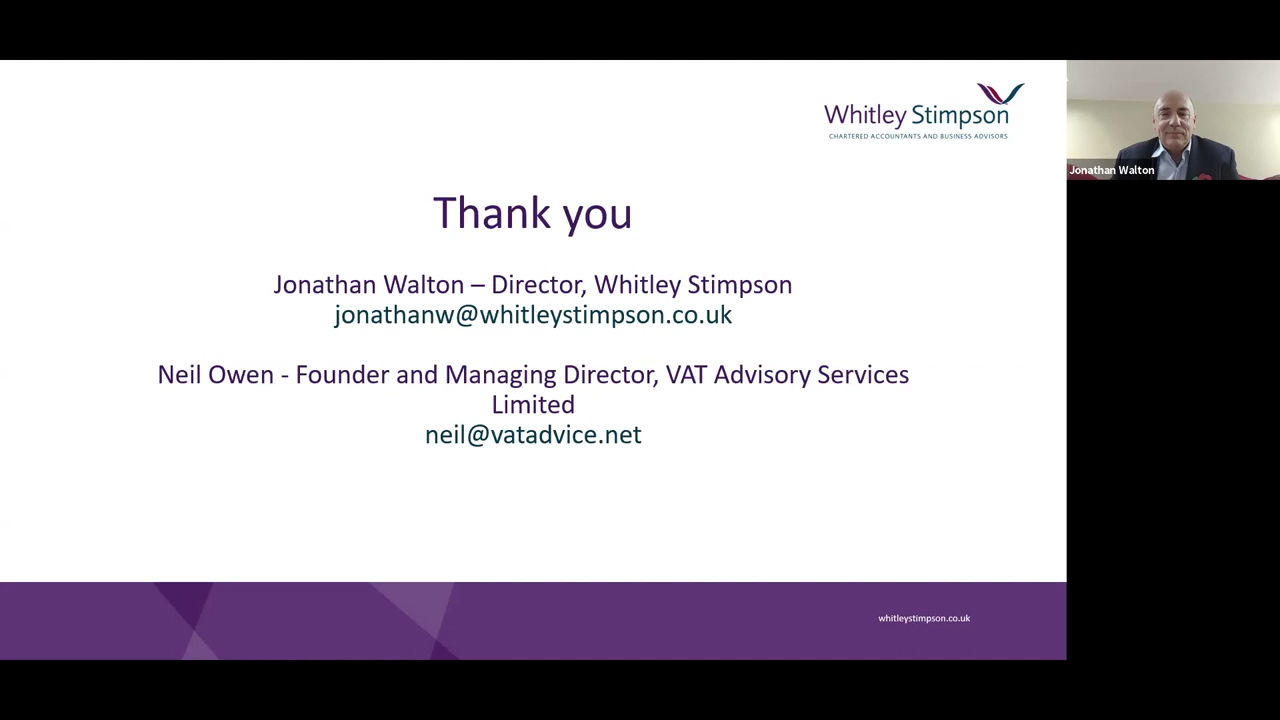 Whitley Stimpson
CHARTERED ACCOUNTANTS AND BUSINESS ADVISORS
Jonathan Walton
Thank you
Jonathan Walton – Director, Whitley Stimpson
jonathanw@whitleystimpson.co.uk
Neil Owen - Founder and Managing Director, VAT Advisory Services
Limited
neil@vatadvice.net
whitleystimpson.co.uk